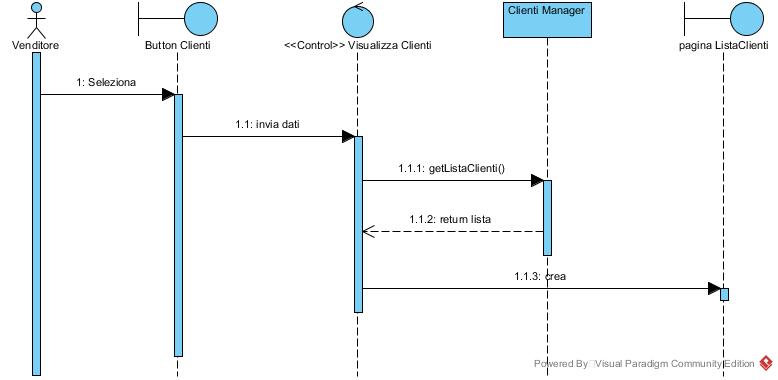 Clienti Manager
Venditore
Button Clienti
<<Control>> Visualizza Clienti
pagina ListaClienti
1: Seleziona
1.1: invia dati
1.1.1: getListaClienti()
1.1.2: return lista
1.1.3: crea
Powered By Visual Paradigm Community Edition